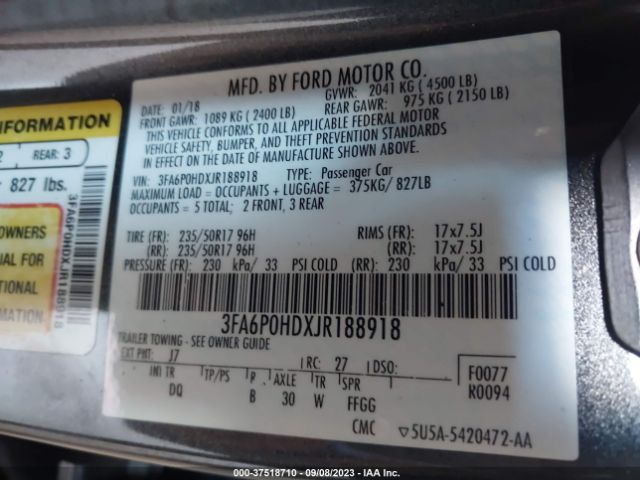 INFORMATION
2 REAR: 3
827 lbs.
OWNERS
IAL FOR
TIONAL
MATION
3FA6P0HDXJR188918
MFD. BY FORD MOTOR CO.
DATE: 01/18 GVWR: 2041 KG ( 4500 LB)
FRONT GAWR: 1089 KG ( 2400 LB) REAR GAWR: 975 KG ( 2150 LB)
THIS VEHICLE CONFORMS TO ALL APPLICABLE FEDERAL MOTOR
VEHICLE SAFETY, BUMPER, AND THEFT PREVENTION STANDARDS
IN EFFECT ON THE DATE OF MANUFACTURE SHOWN ABOVE.
VIN: 3FA6P0HDXJR188918 TYPE: Passenger Car
MAXIMUM LOAD = OCCUPANTS + LUGGAGE = 375KG/ 827LB
OCCUPANTS = 5 TOTAL; 2 FRONT, 3 REAR
TIRE (FR): 235/50R17 96H RIMS (FR): 17x7.5J
(RR): 235/50R17 96H (RR): 17x7.5J
PRESSURE (FR): 230 kPa/ 33 PSI COLD (RR): 230 kPa/ 33 PSI COLD
3FA6P0HDXJR188918
TRAILER TOWING - SEE OWNER GUIDE
EXT PNT: J7 RC: 27 DSO: F0077
INT TR TP/PS R AXLE TR SPR R0094
DQ B 30 W FFGG
CMC ▽5U5A-5420472-AA
000-37518710 - 09/08/2023 - IAA Inc.